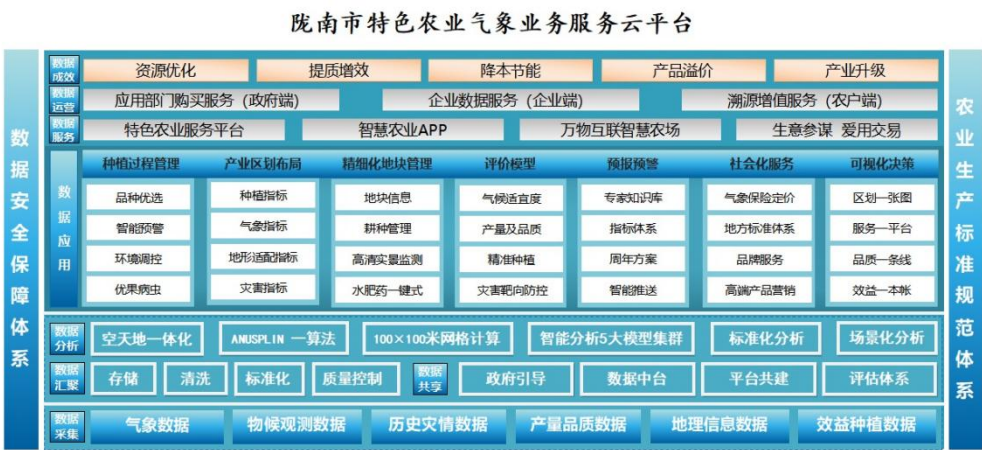 陇南市特色农业气象业务服务云平台
数据安全保障体系
数据成效
资源优化 提质增效 降本节能 产品溢价 产业升级
数据运营
应用部门购买服务（政府端） 企业数据服务（企业端） 溯源增值服务（农户端）
数据服务
特色农业服务平台 智慧农业APP 万物互联智慧农场 生意参谋 爱用交易
数据应用
种植过程管理 产业区划布局 精细化地块管理 评价模型 预报预警 社会化服务 可视化决策
品种优选 种植指标 地块信息 气候适宜度 专家知识库 气象保险定价 区划一张图
智能预警 气象指标 耕种管理 产量及品质 指标体系 地方标准体系 服务一平台
环境调控 地形适配指标 高清实景监测 精准种植 周年方案 品牌服务 品质一条线
优果病虫 灾害指标 水肥药一键式 灾害靶向防控 智能推送 高端产品营销 效益一本帐
数据分析
空天地一体化 ANUSPLIN 一算法 100×100米网格计算 智能分析5大模型集群 标准化分析 场景化分析
数据汇聚
存储 清洗 标准化 质量控制
数据共享
政府引导 数据中台 平台共建 评估体系
数据采集
气象数据 物候观测数据 历史灾情数据 产量品质数据 地理信息数据 效益种植数据
农业生产标准规范体系